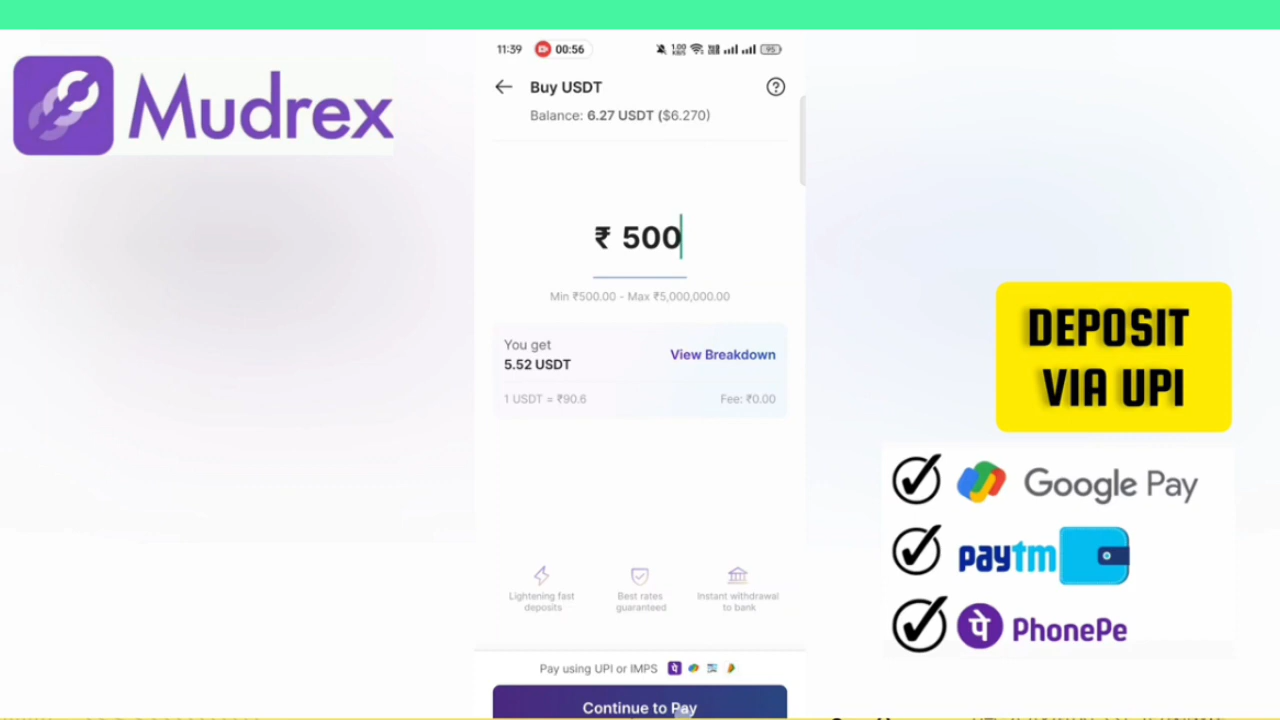 Mudrex
11:39
00:56
1.00
95
Buy USDT
Balance: 6.27 USDT ($6.270)
₹ 500
Min ₹500.00 - Max ₹5,000,000.00
You get
5.52 USDT
View Breakdown
1 USDT = ₹90.6
Fee: ₹0.00
DEPOSIT
VIA UPI
Google Pay
paytm
पे PhonePe
Lightening fast
deposits
Best rates
guaranteed
Instant withdrawal
to bank
Pay using UPI or IMPS
Continue to Pay